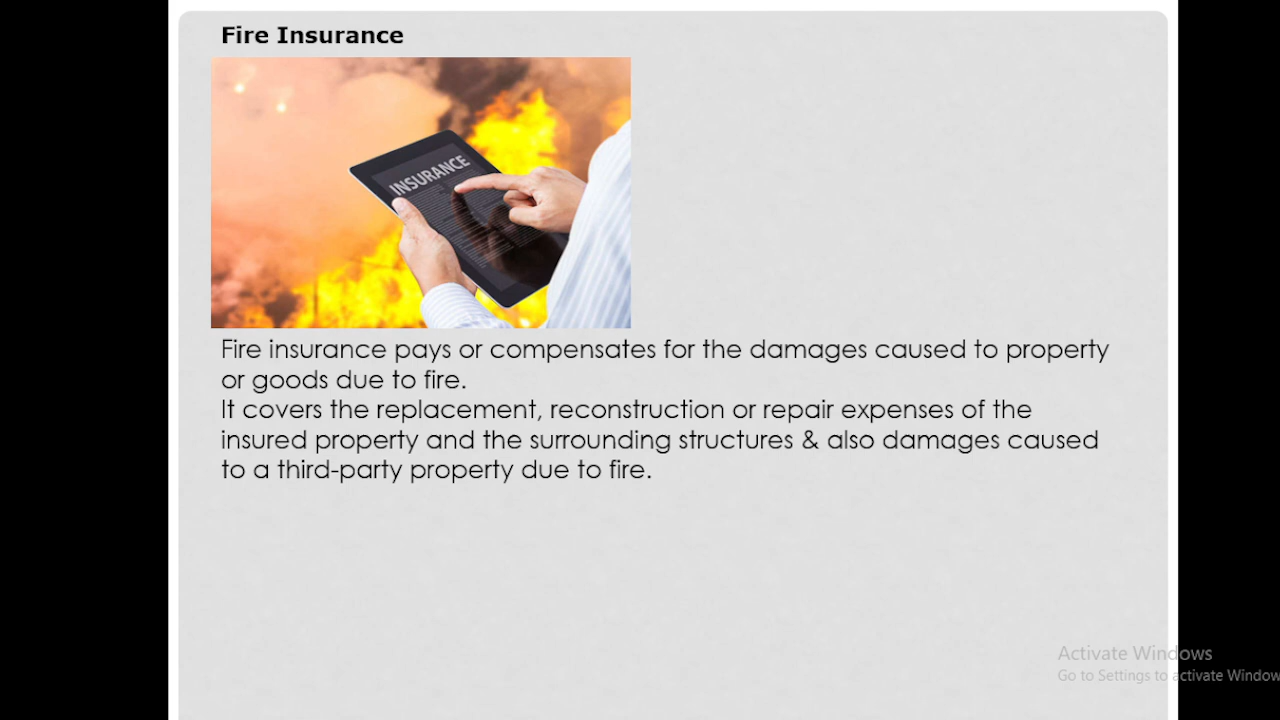 Fire Insurance
INSURANCE
Fire insurance pays or compensates for the damages caused to property
or goods due to fire.
It covers the replacement, reconstruction or repair expenses of the
insured property and the surrounding structures & also damages caused
to a third-party property due to fire.
Activate Windows
Go to Settings to activate Window